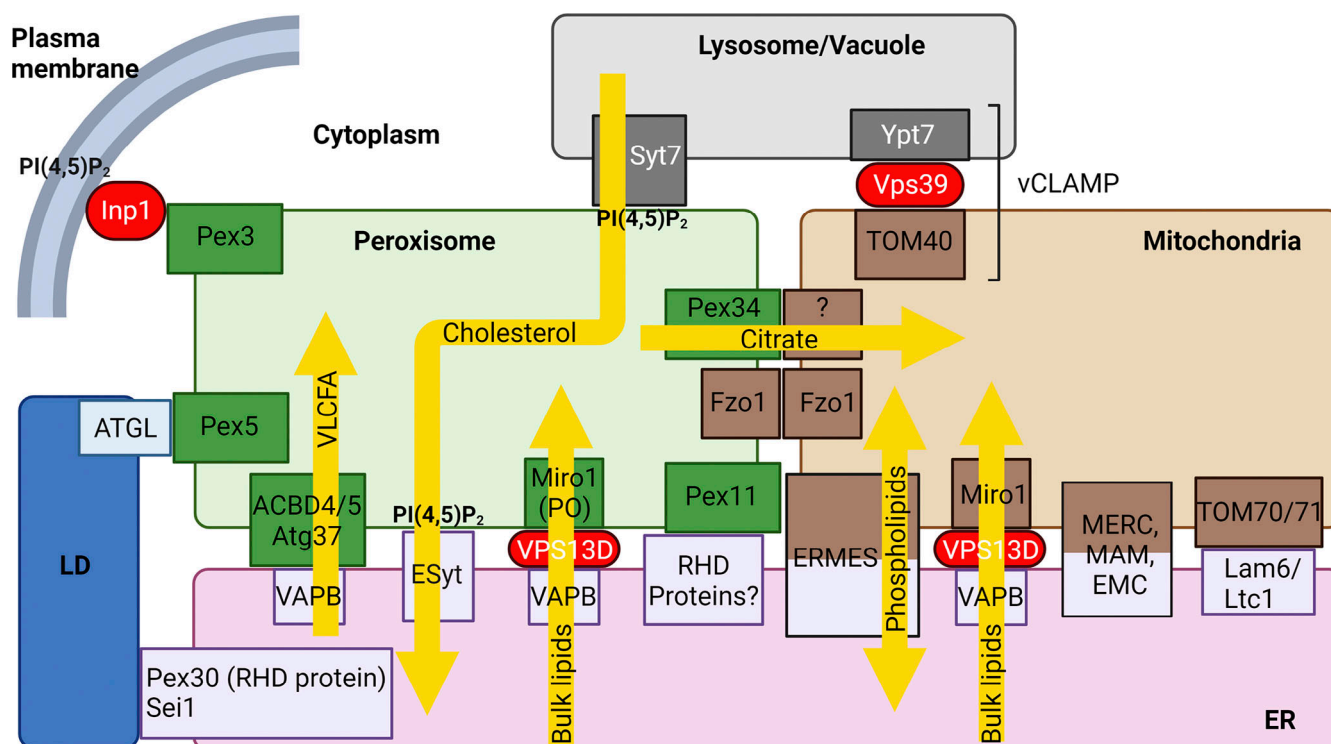 Plasma
membrane
Lysosome/Vacuole
Cytoplasm
Ypt7
Syt7
PI(4,5)P₂
Vps39
vCLAMP
Inp1
PI(4,5)P₂
Pex3
Peroxisome
TOM40
Mitochondria
Pex34
?
Cholesterol
Citrate
VLCFA
Fzo1
Fzo1
ATGL
Pex5
ACBD4/5
Atg37
Miro1
(PO)
Pex11
Phospholipids
Miro1
MERC,
MAM,
EMC
TOM70/71
PI(4,5)P₂
VPS13D
ERMES
VPS13D
LD
VAPB
ESyt
VAPB
RHD
Proteins?
VAPB
Lam6/
Ltc1
Bulk lipids
Bulk lipids
Pex30 (RHD protein)
Sei1
ER